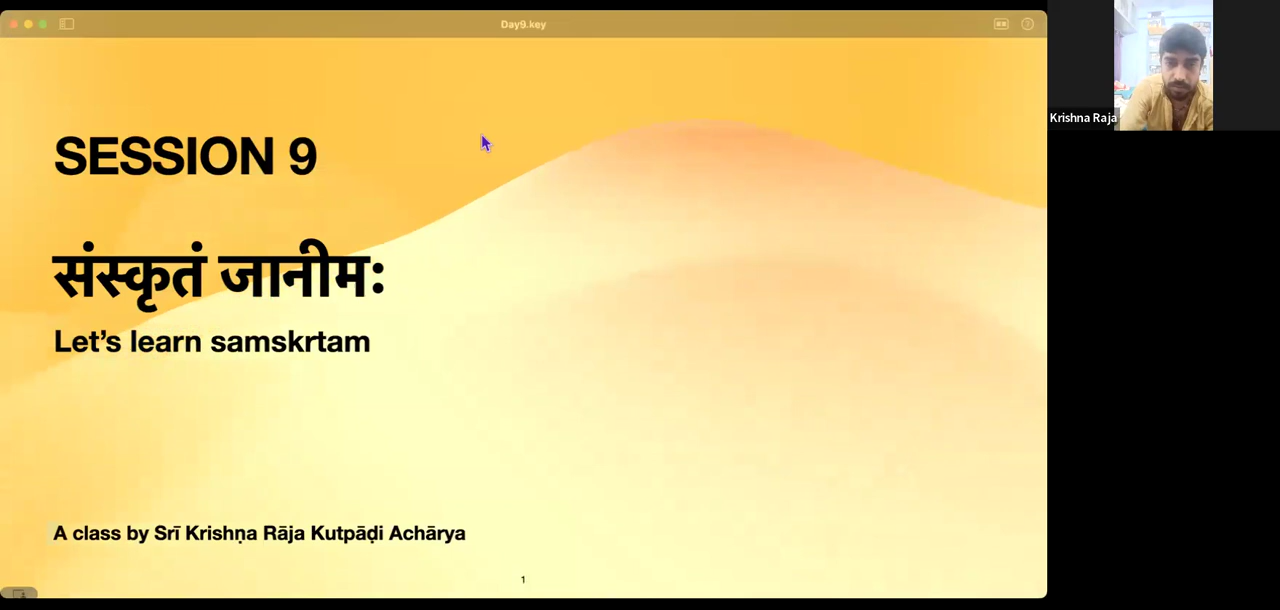 Day9.key
Krishna Raja
SESSION 9
संस्कृतं जानीमः
Let’s learn samskrtam
A class by Srī Krishṇa Rāja Kutpāḍi Achārya
1